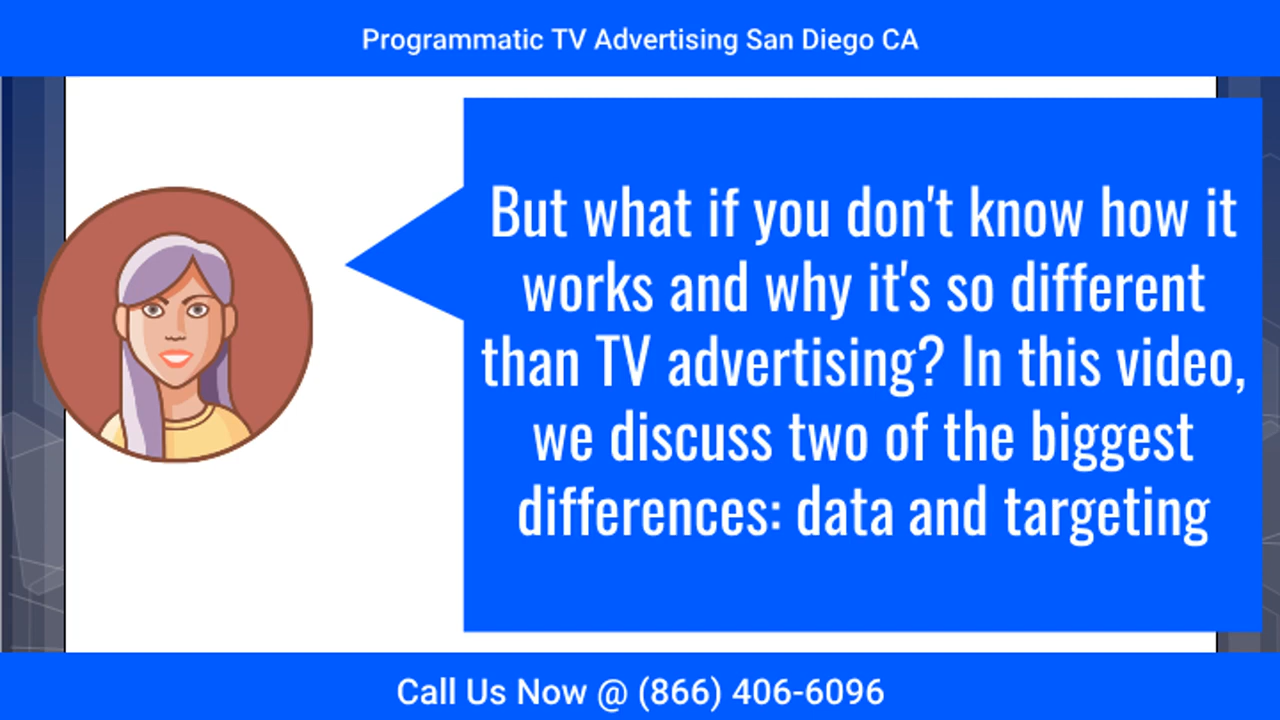 Programmatic TV Advertising San Diego CA
But what if you don't know how it
works and why it's so different
than TV advertising? In this video,
we discuss two of the biggest
differences: data and targeting
Call Us Now @ (866) 406-6096